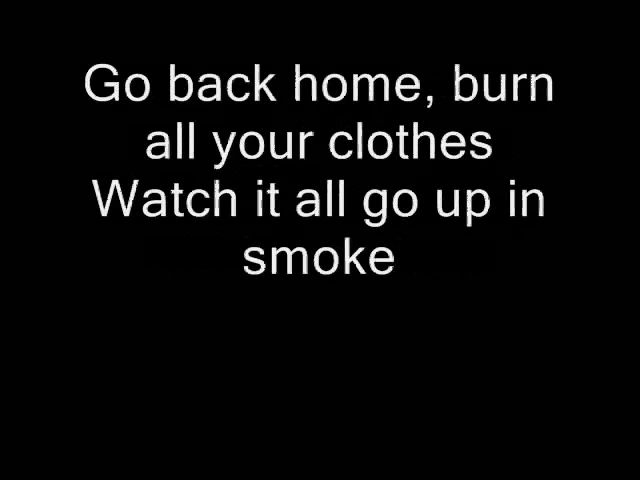 Go back home, burn
all your clothes
Watch it all go up in
smoke